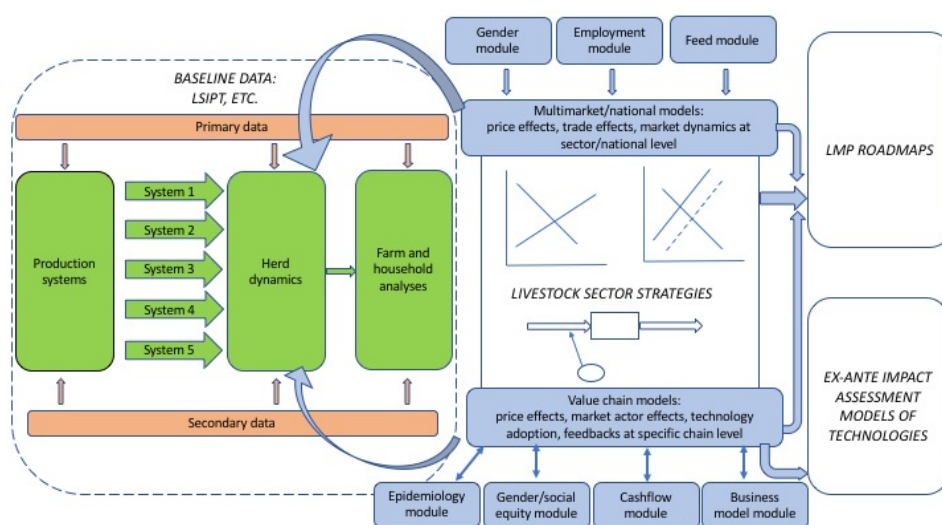 Gender
module
Employment
module
Feed module
BASELINE DATA:
LSIPT, ETC.
Primary data
Multimarket/national models:
price effects, trade effects, market dynamics at
sector/national level
LMP ROADMAPS
Production
systems
System 1
System 2
System 3
System 4
System 5
Herd
dynamics
Farm and
household
analyses
LIVESTOCK SECTOR STRATEGIES
Secondary data
Value chain models:
price effects, market actor effects, technology
adoption, feedbacks at specific chain level
EX-ANTE IMPACT
ASSESSMENT
MODELS OF
TECHNOLOGIES
Epidemiology
module
Gender/social
equity module
Cashflow
module
Business
model module